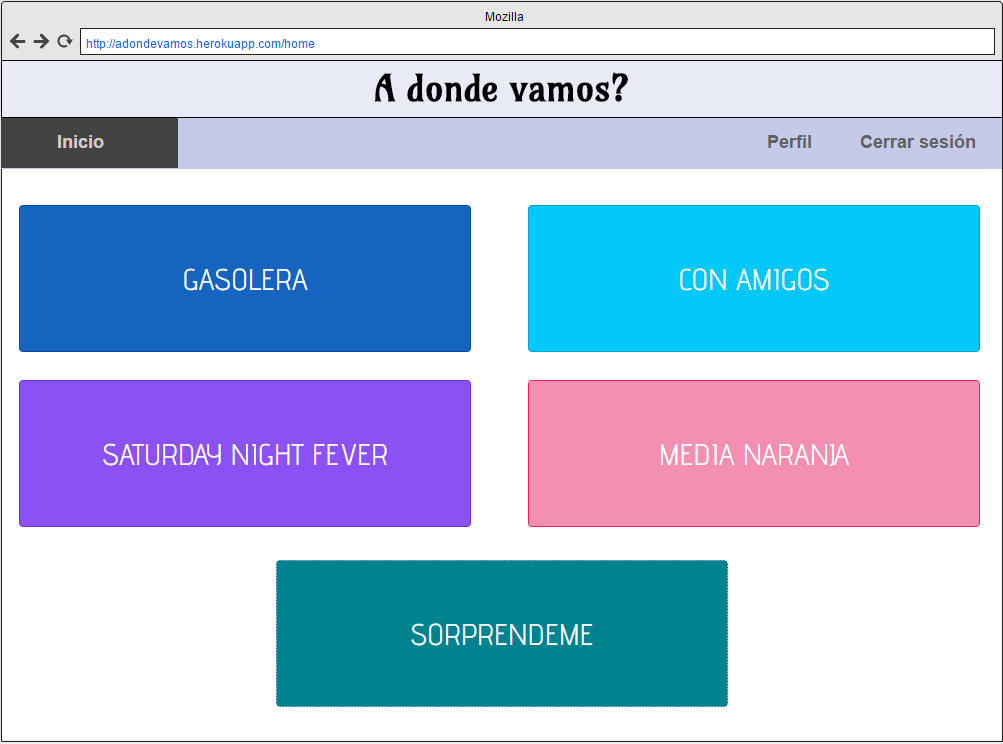 Mozilla
http://adondevamos.herokuapp.com/home
A donde vamos?
Inicio Perfil Cerrar sesión
GASOLERA CON AMIGOS
SATURDAY NIGHT FEVER MEDIA NARANJA
SORPRENDEME